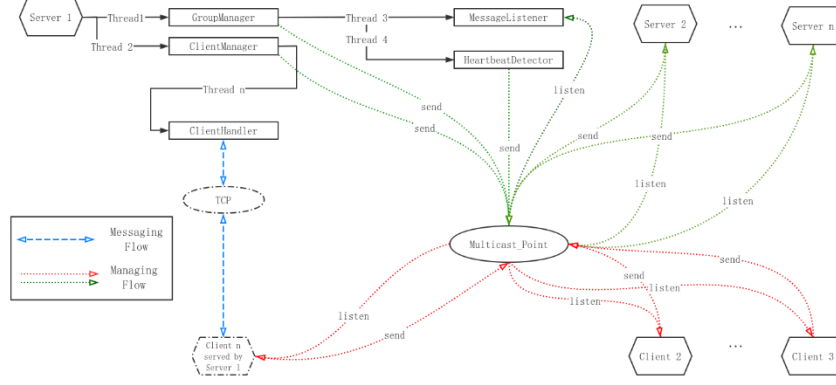 Server 1
Thread1
GroupManager
Thread 3
MessageListener
Server 2
...
Server n
Thread 2
ClientManager
Thread 4
HeartbeatDetector
Thread n
listen
send
send
send
send
send
send
ClientHandler
listen
listen
TCP
Messaging
Flow
Managing
Flow
Multicast_Point
listen
send
send
send
listen
listen
Client n
served by
Server 1
Client 2
...
Client 3